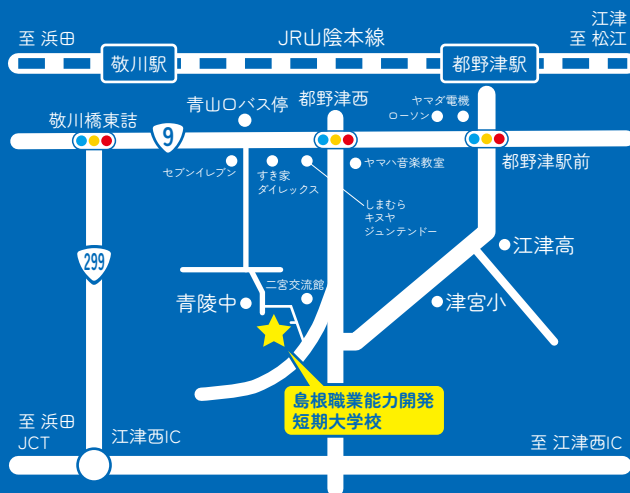 至 浜田
JR山陰本線
江津
至 松江
敬川駅
都野津駅
青山口バス停
都野津西
ヤマダ電機
ローソン
敬川橋東詰
9
都野津駅前
セブンイレブン
すき家
ダイレックス
ヤマハ音楽教室
しまむら
キヌヤ
ジュンテンドー
299
江津高
二宮交流館
青陵中
津宮小
島根職業能力開発
短期大学校
至 浜田
JCT
江津西IC
至 江津西IC